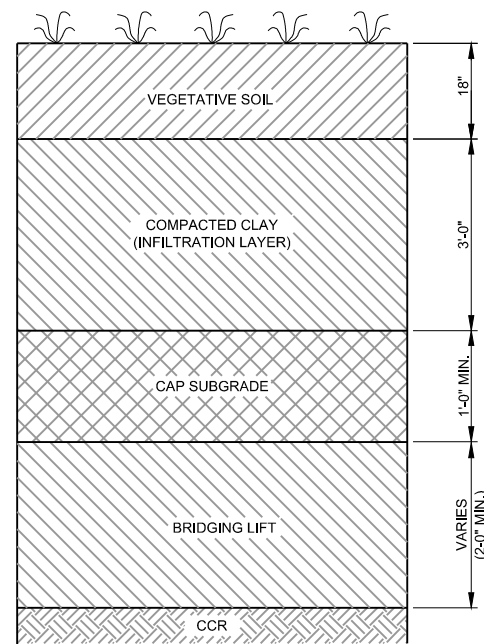 VEGETATIVE SOIL
18"
COMPACTED CLAY
(INFILTRATION LAYER)
3'-0"
CAP SUBGRADE
1'-0" MIN.
BRIDGING LIFT
VARIES
(2-0" MIN.)
CCR